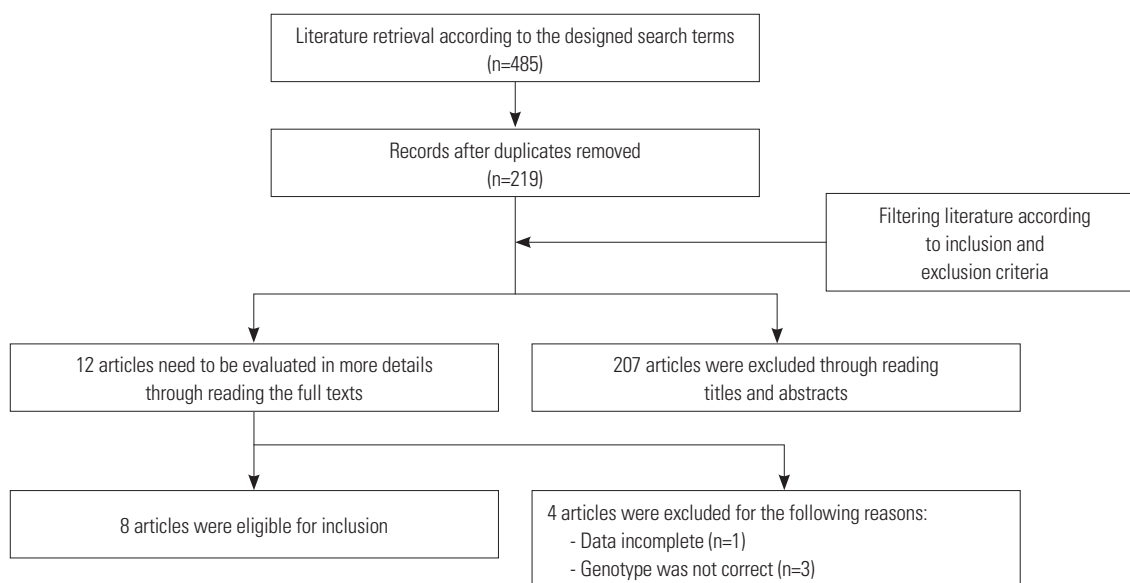 Literature retrieval according to the designed search terms
(n=485)
Records after duplicates removed
(n=219)
Filtering literature according
to inclusion and
exclusion criteria
12 articles need to be evaluated in more details
through reading the full texts
207 articles were excluded through reading
titles and abstracts
8 articles were eligible for inclusion
4 articles were excluded for the following reasons:
- Data incomplete (n=1)
- Genotype was not correct (n=3)